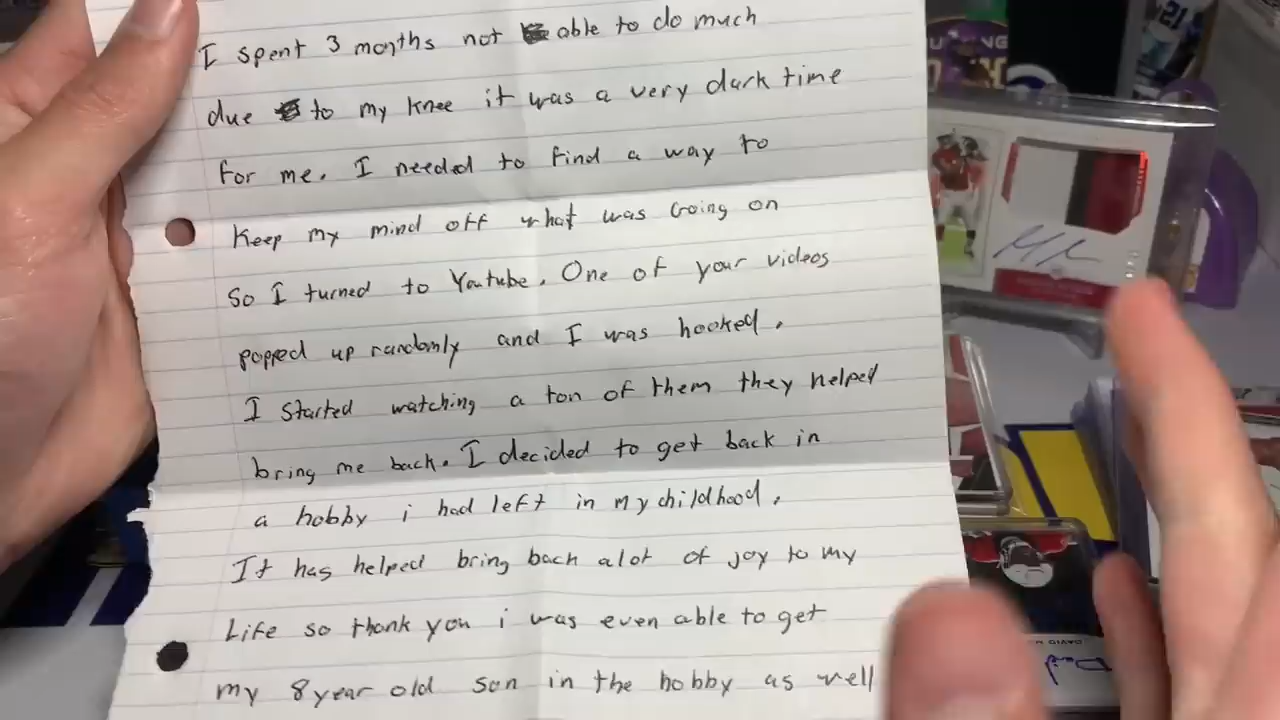 I spent 3 months not able to do much
due to my knee it was a very dark time
for me. I needed to find a way to
Keep my mind off what was Going on
So I turned to Youtube. One of your videos
popped up randomly and I was hooked.
I Started watching a ton of them they helped
bring me back. I decided to get back in
a hobby i had left in my childhood.
It has helped bring back alot of joy to my
Life so thank you i was even able to get
my 8 year old son in the hobby as well
21
DAVID